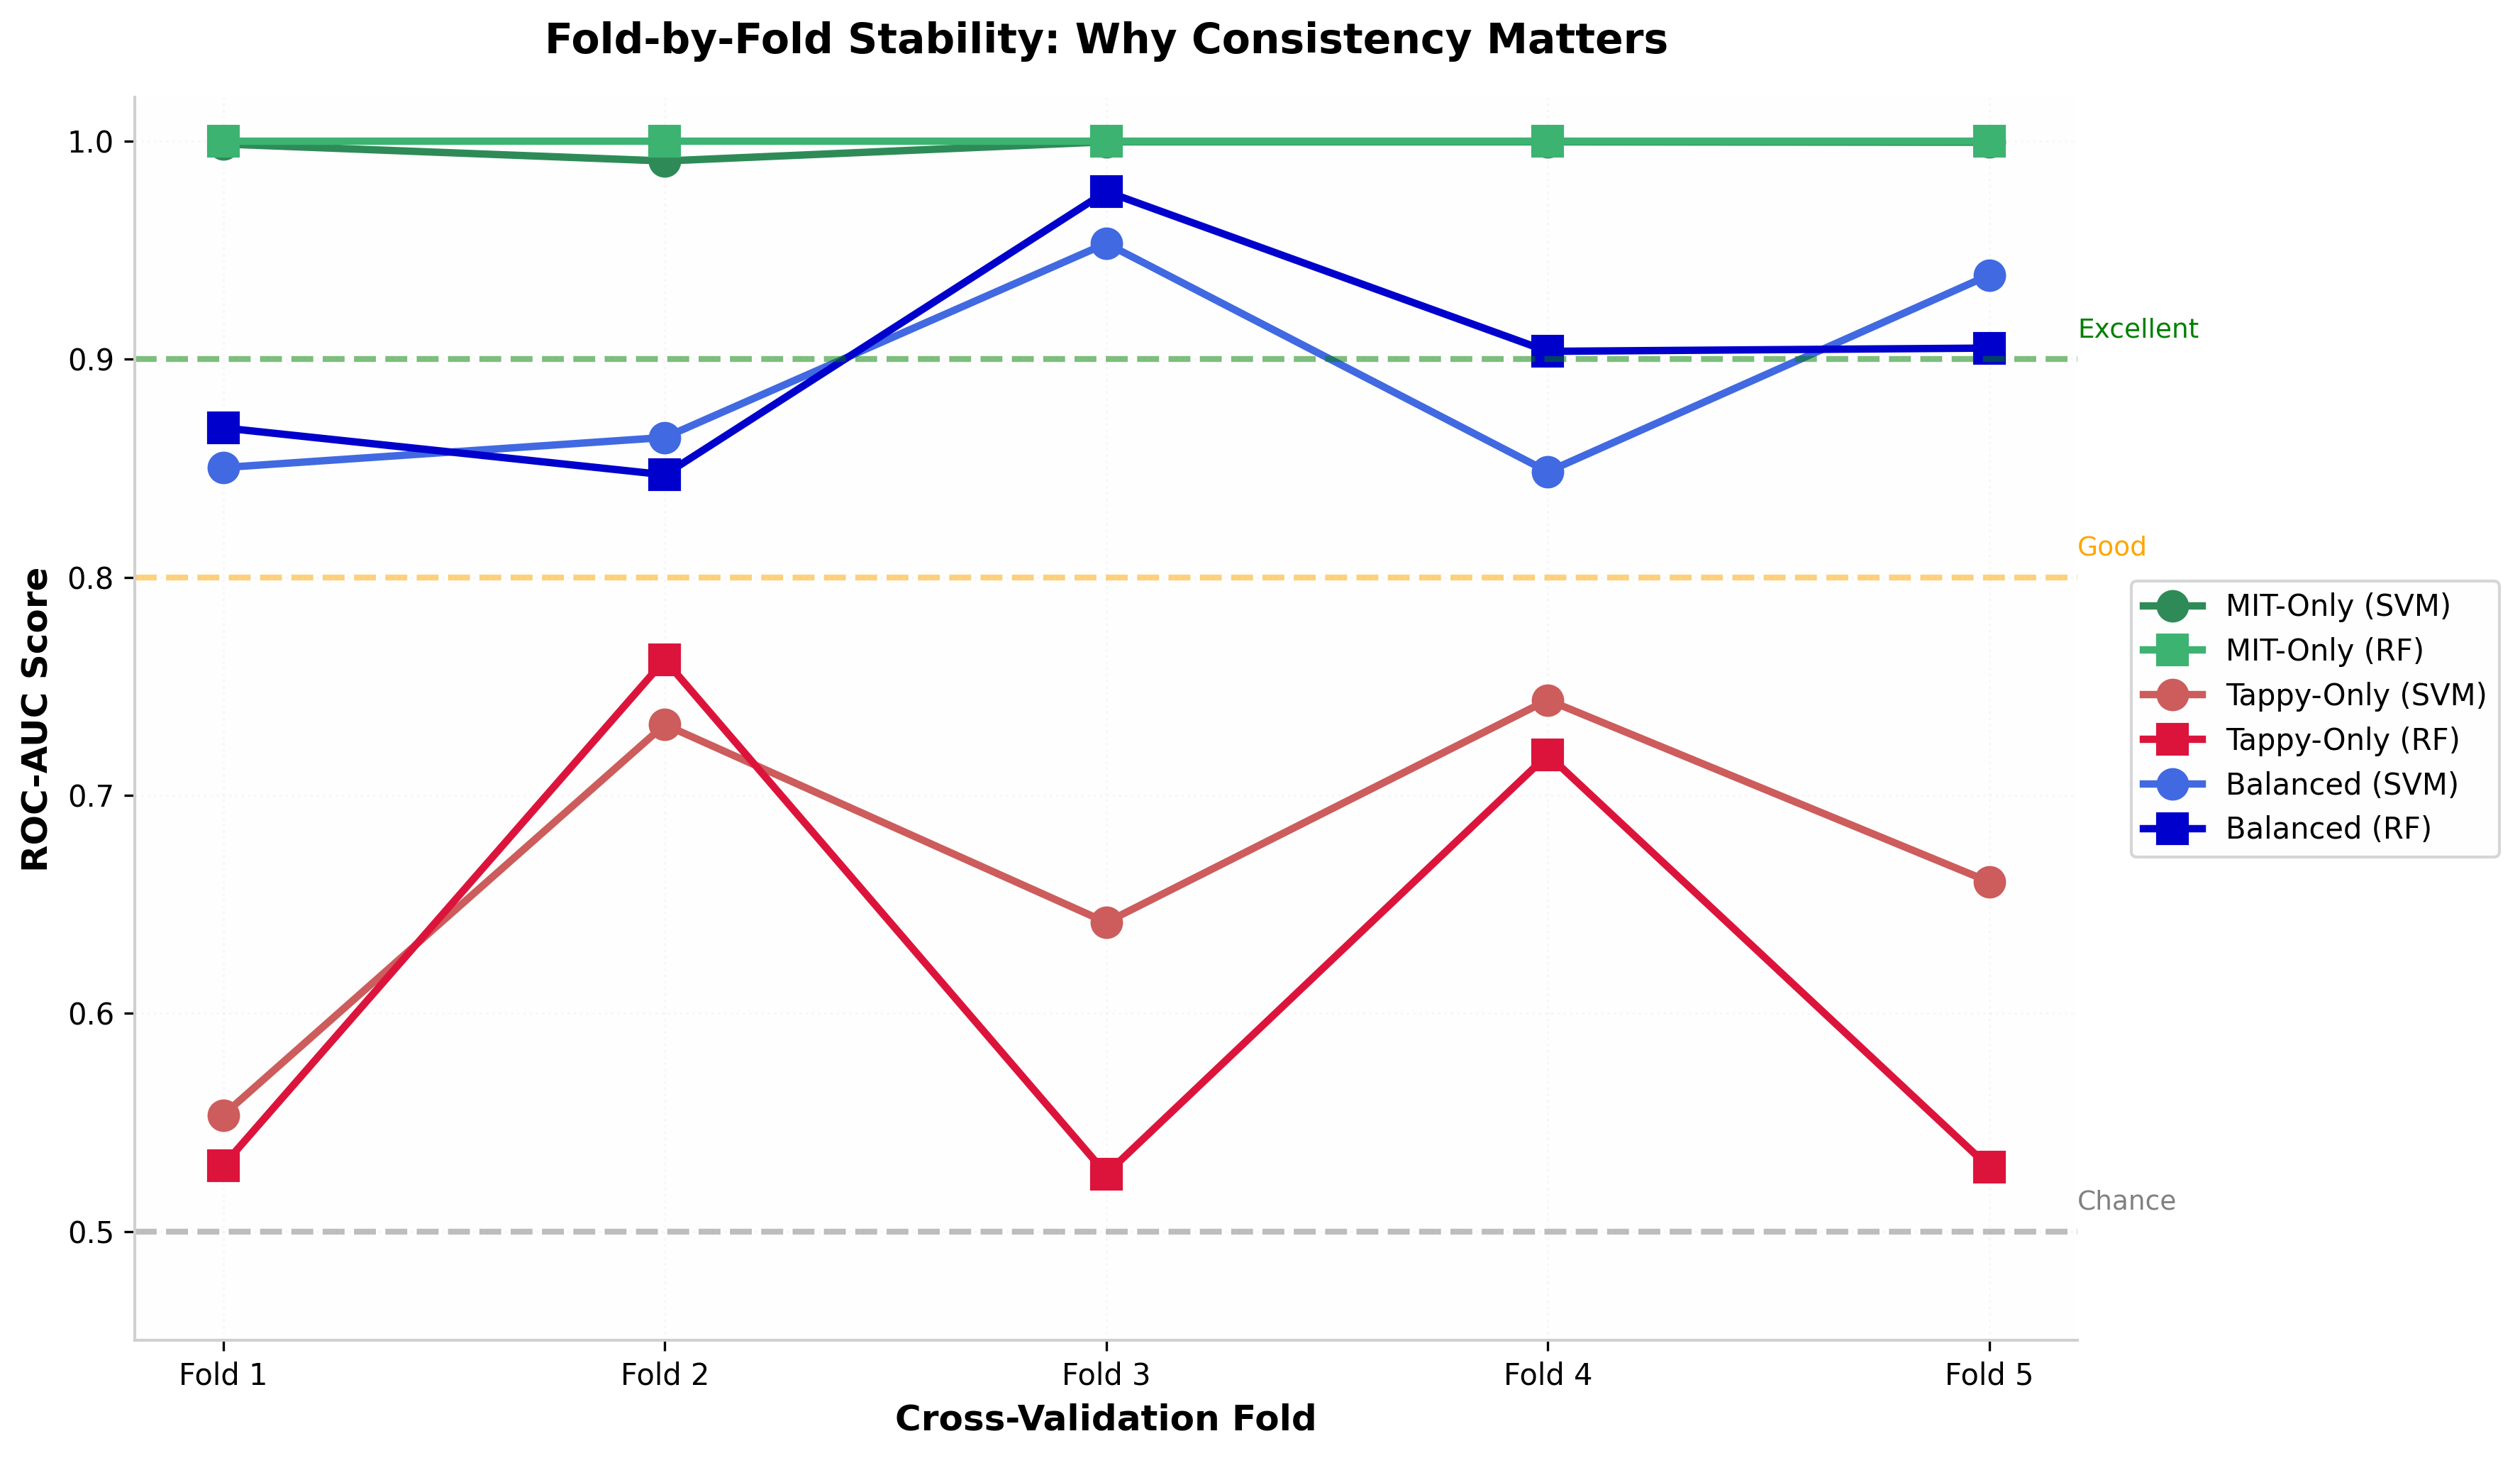 Fold-by-Fold Stability: Why Consistency Matters
ROC-AUC Score
1.0
0.9
0.8
0.7
0.6
0.5
Excellent
Good
Chance
MIT-Only (SVM)
MIT-Only (RF)
Tappy-Only (SVM)
Tappy-Only (RF)
Balanced (SVM)
Balanced (RF)
Fold 1
Fold 2
Fold 3
Fold 4
Fold 5
Cross-Validation Fold